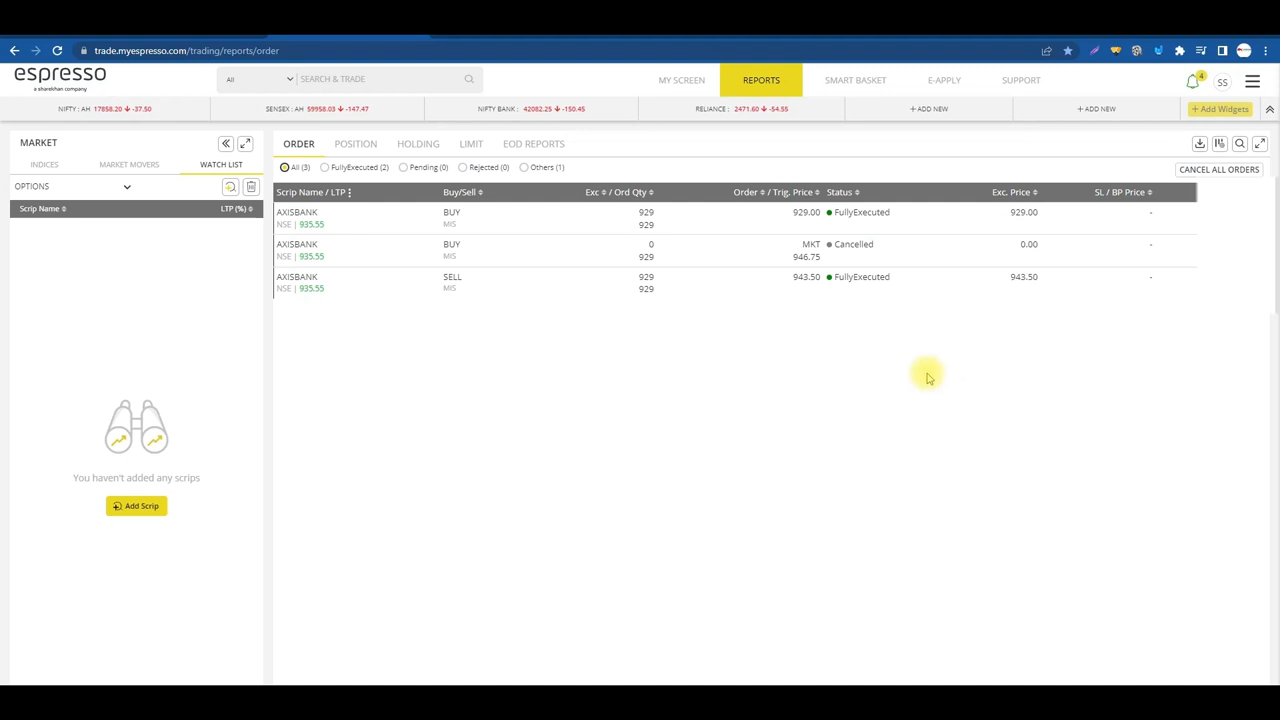 trade.myespresso.com/trading/reports/order
espresso
a sharekhan company
All
SEARCH & TRADE
MY SCREEN
REPORTS
SMART BASKET
E-APPLY
SUPPORT
4
SS
NIFTY : AH 17858.20 -37.50
SENSEX : AH 59958.03 -147.47
NIFTY BANK : 42082.25 -150.45
RELIANCE : 2471.60 -54.55
+ ADD NEW
+ ADD NEW
+ Add Widgets
MARKET
INDICES
MARKET MOVERS
WATCH LIST
OPTIONS
Scrip Name
LTP (%)
You haven't added any scrips
Add Scrip
ORDER
POSITION
HOLDING
LIMIT
EOD REPORTS
All (3)
FullyExecuted (2)
Pending (0)
Rejected (0)
Others (1)
CANCEL ALL ORDERS
Scrip Name / LTP Buy/Sell Exc / Ord Qty Order / Trig. Price Status Exc. Price SL / BP Price
AXISBANK BUY 929 929.00 FullyExecuted 929.00 -
NSE | 935.55 MIS 929
AXISBANK BUY 0 MKT Cancelled 0.00 -
NSE | 935.55 MIS 929 946.75
AXISBANK SELL 929 943.50 FullyExecuted 943.50 -
NSE | 935.55 MIS 929